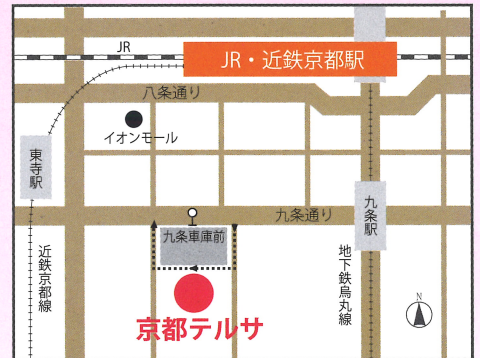 JR
JR・近鉄京都駅
八条通り
イオンモール
東寺駅
九条通り
九条駅
九条車庫前
近鉄京都線
地下鉄烏丸線
京都テルサ
N